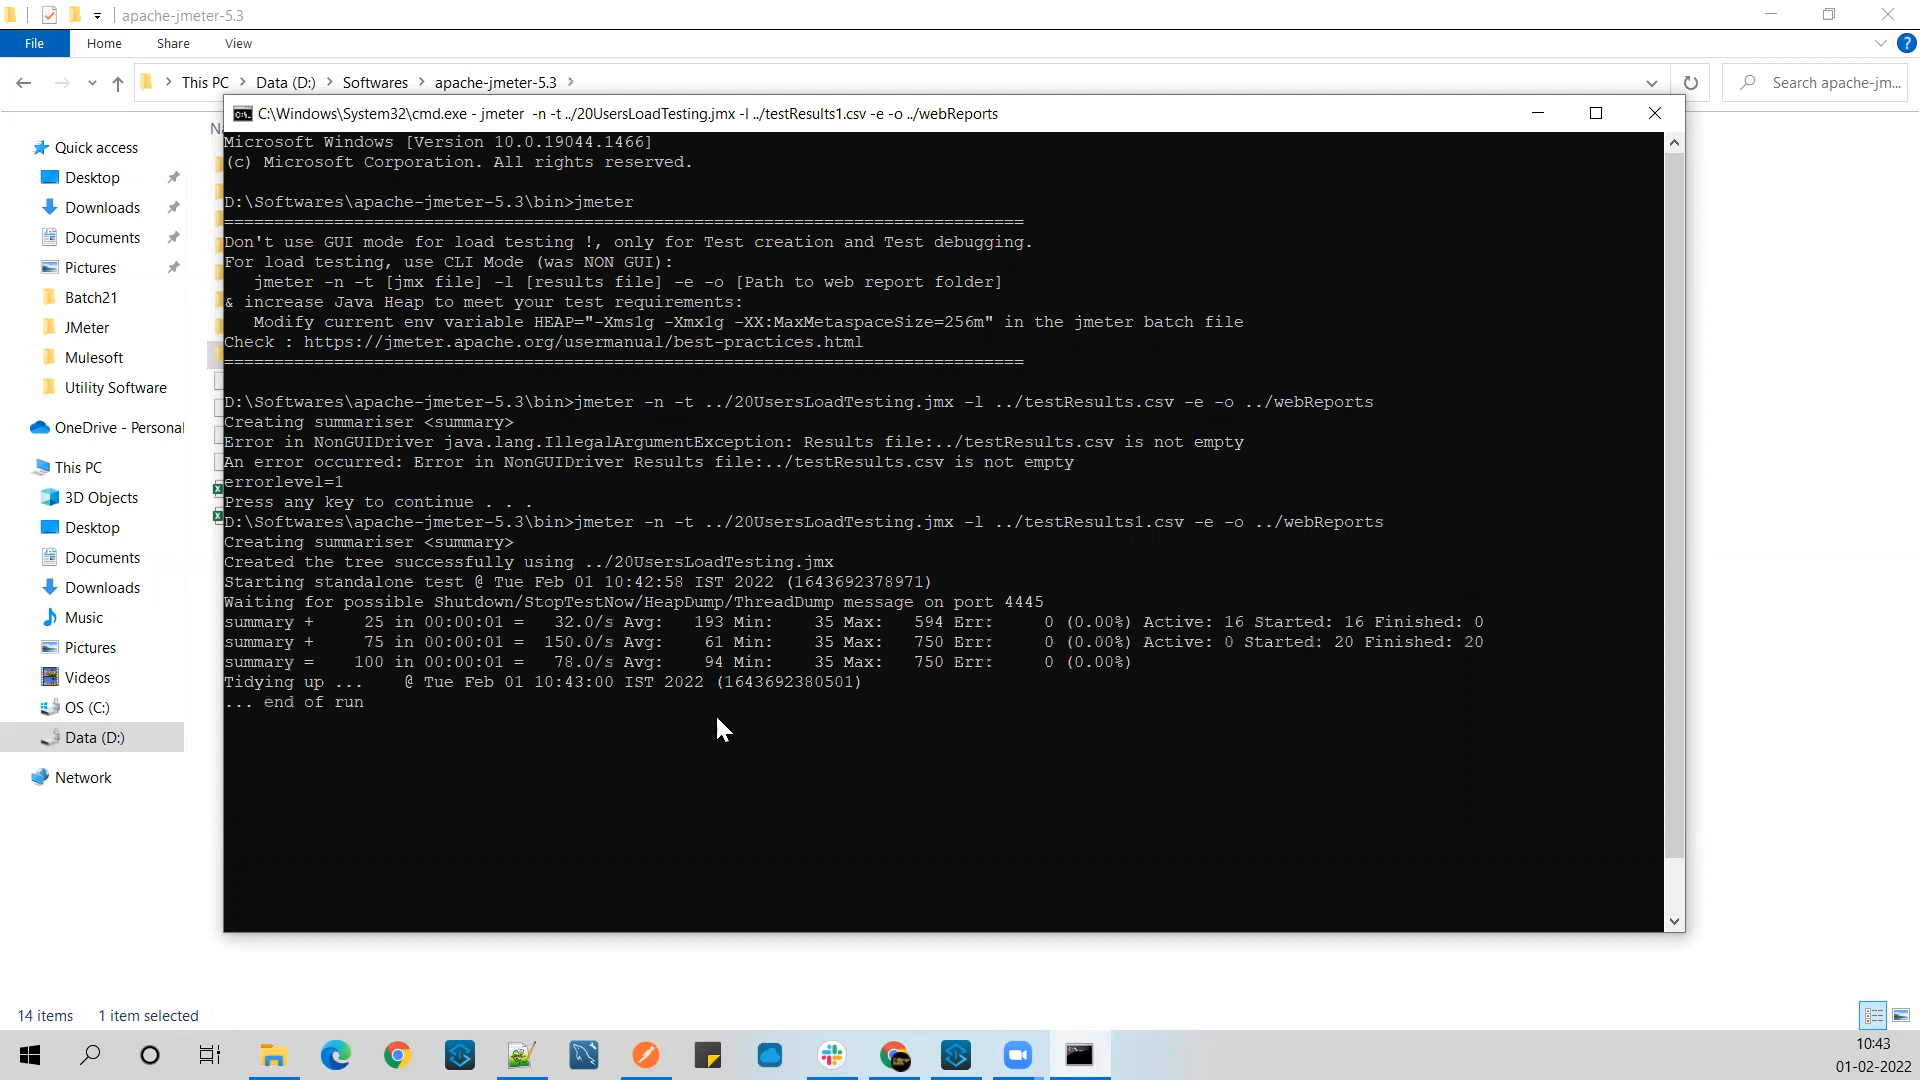 apache-jmeter-5.3
File Home Share View
This PC > Data (D:) > Softwares > apache-jmeter-5.3 >
Search apache-jm...
C:\Windows\System32\cmd.exe - jmeter -n -t ../20UsersLoadTesting.jmx -l ../testResults1.csv -e -o ../webReports
Quick access
Desktop
Downloads
Documents
Pictures
Batch21
JMeter
Mulesoft
Utility Software
OneDrive - Personal
This PC
3D Objects
Desktop
Documents
Downloads
Music
Pictures
Videos
OS (C:)
Data (D:)
Network
Microsoft Windows [Version 10.0.19044.1466]
(c) Microsoft Corporation. All rights reserved.
D:\Softwares\apache-jmeter-5.3\bin>jmeter
================================================================================
Don't use GUI mode for load testing !, only for Test creation and Test debugging.
For load testing, use CLI Mode (was NON GUI):
jmeter -n -t [jmx file] -l [results file] -e -o [Path to web report folder]
& increase Java Heap to meet your test requirements:
Modify current env variable HEAP="-Xms1g -Xmx1g -XX:MaxMetaspaceSize=256m" in the jmeter batch file
Check : https://jmeter.apache.org/usermanual/best-practices.html
================================================================================
D:\Softwares\apache-jmeter-5.3\bin>jmeter -n -t ../20UsersLoadTesting.jmx -l ../testResults.csv -e -o ../webReports
Creating summariser <summary>
Error in NonGUIDriver java.lang.IllegalArgumentException: Results file:../testResults.csv is not empty
An error occurred: Error in NonGUIDriver Results file:../testResults.csv is not empty
errorlevel=1
Press any key to continue . . .
D:\Softwares\apache-jmeter-5.3\bin>jmeter -n -t ../20UsersLoadTesting.jmx -l ../testResults1.csv -e -o ../webReports
Creating summariser <summary>
Created the tree successfully using ../20UsersLoadTesting.jmx
Starting standalone test @ Tue Feb 01 10:42:58 IST 2022 (1643692378971)
Waiting for possible Shutdown/StopTestNow/HeapDump/ThreadDump message on port 4445
summary + 25 in 00:00:01 = 32.0/s Avg: 193 Min: 35 Max: 594 Err: 0 (0.00%) Active: 16 Started: 16 Finished: 0
summary + 75 in 00:00:01 = 150.0/s Avg: 61 Min: 35 Max: 750 Err: 0 (0.00%) Active: 0 Started: 20 Finished: 20
summary = 100 in 00:00:01 = 78.0/s Avg: 94 Min: 35 Max: 750 Err: 0 (0.00%)
Tidying up ... @ Tue Feb 01 10:43:00 IST 2022 (1643692380501)
... end of run
14 items 1 item selected
10:43
01-02-2022